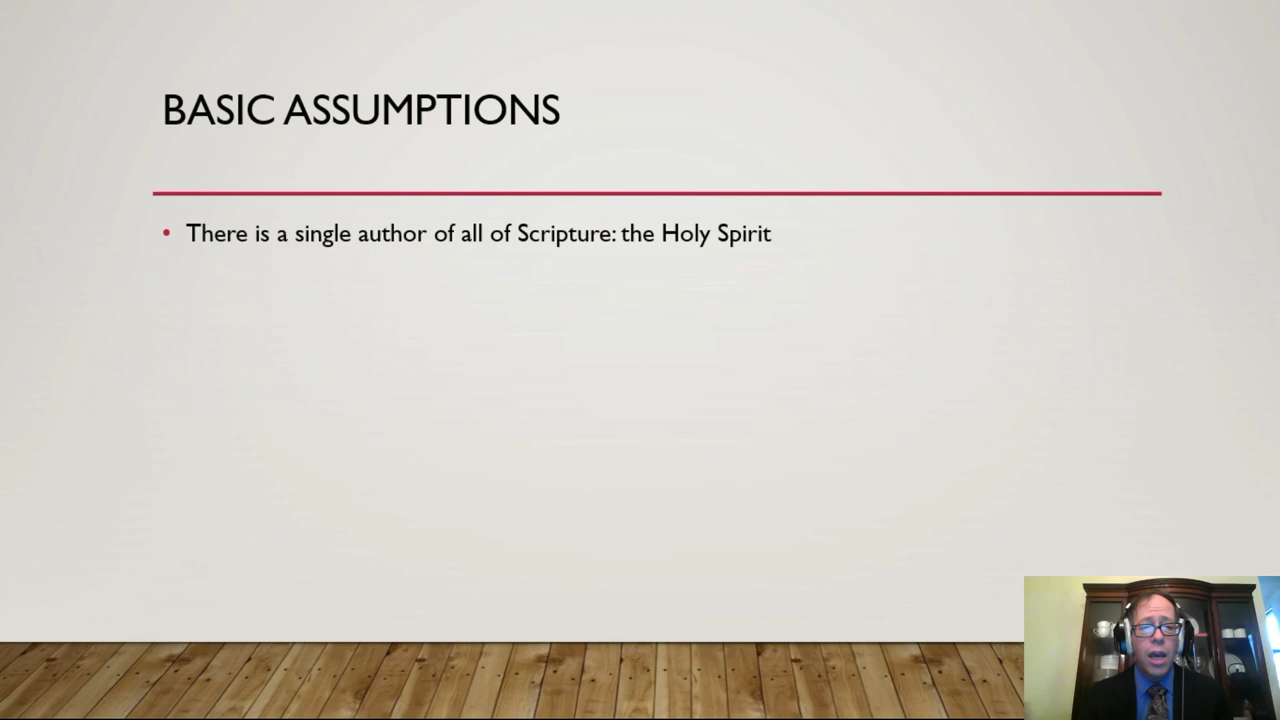 BASIC ASSUMPTIONS
• There is a single author of all of Scripture: the Holy Spirit